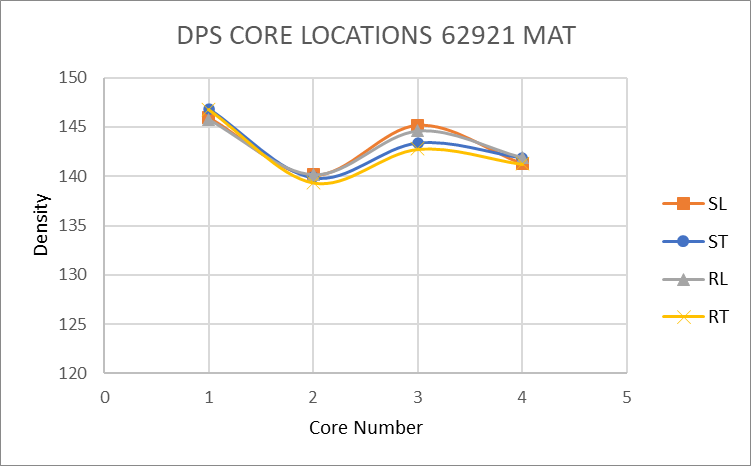 DPS CORE LOCATIONS 62921 MAT
150
145
140
135
130
125
120
0 1 2 3 4 5
Density
Core Number
SL
ST
RL
RT